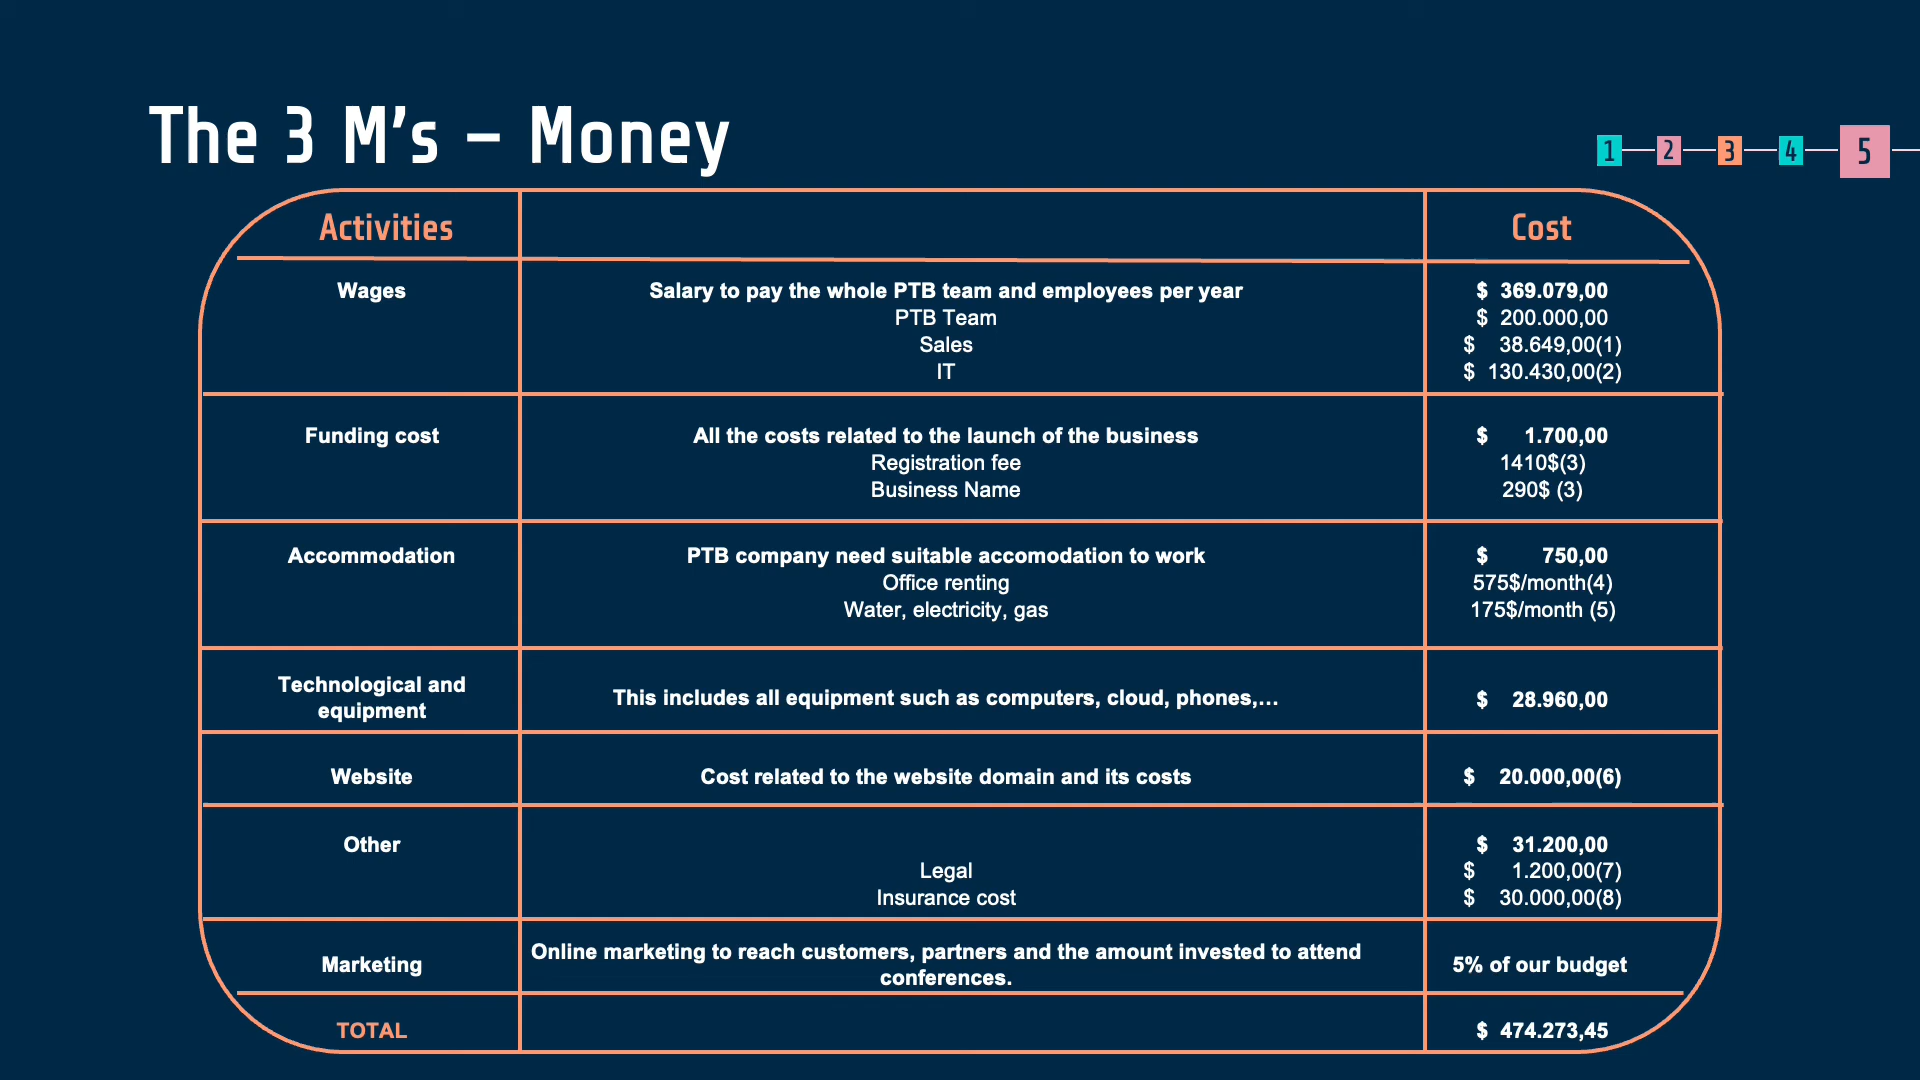 The 3 M's – Money
1 2 3 4 5
Activities Cost
Wages Salary to pay the whole PTB team and employees per year $ 369.079,00
PTB Team $ 200.000,00
Sales $ 38.649,00(1)
IT $ 130.430,00(2)
Funding cost All the costs related to the launch of the business $ 1.700,00
Registration fee 1410$(3)
Business Name 290$ (3)
Accommodation PTB company need suitable accomodation to work $ 750,00
Office renting 575$/month(4)
Water, electricity, gas 175$/month (5)
Technological and
equipment
This includes all equipment such as computers, cloud, phones,... $ 28.960,00
Website Cost related to the website domain and its costs $ 20.000,00(6)
Other $ 31.200,00
Legal $ 1.200,00(7)
Insurance cost $ 30.000,00(8)
Marketing
Online marketing to reach customers, partners and the amount invested to attend
conferences.
5% of our budget
TOTAL $ 474.273,45